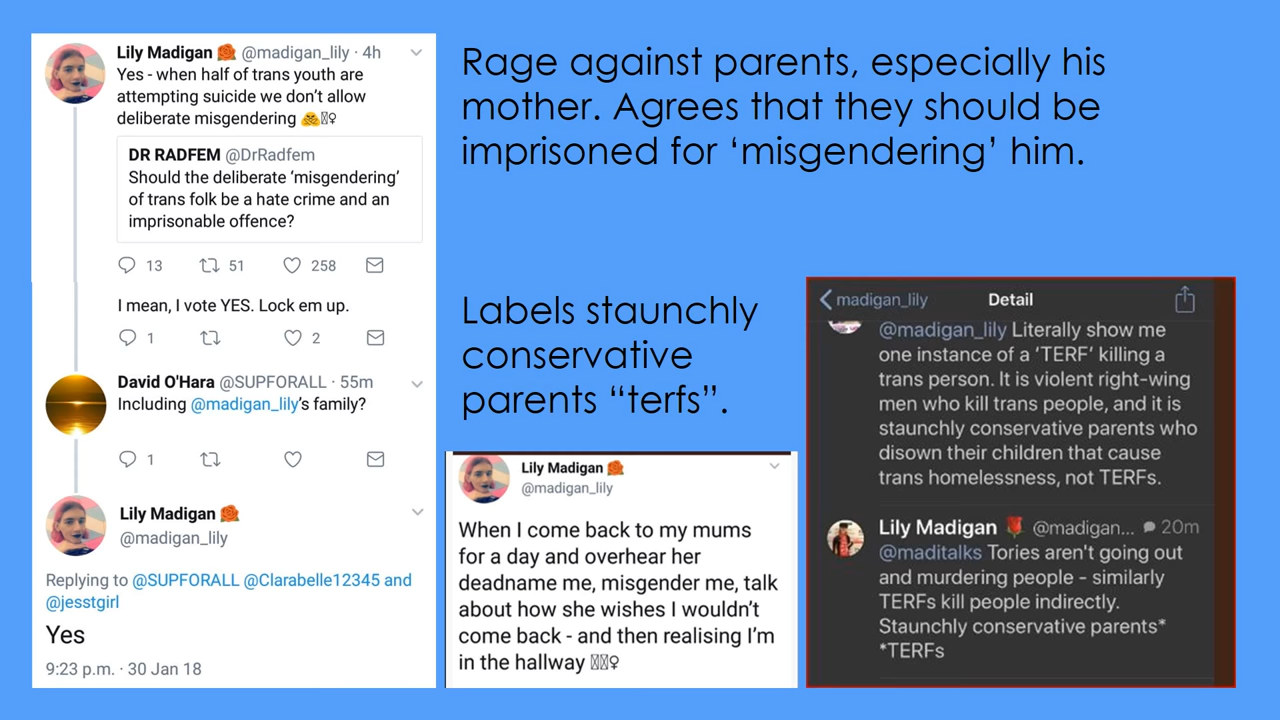 Lily Madigan 🌹 @madigan_lily · 4h
Yes - when half of trans youth are
attempting suicide we don't allow
deliberate misgendering 🤷♀
DR RADFEM @DrRadfem
Should the deliberate 'misgendering'
of trans folk be a hate crime and an
imprisonable offence?
13 51 258
I mean, I vote YES. Lock em up.
1 2
David O'Hara @SUPFORALL · 55m
Including @madigan_lily's family?
1
Lily Madigan 🌹
@madigan_lily
Replying to @SUPFORALL @Clarabelle12345 and
@jesstgirl
Yes
9:23 p.m. · 30 Jan 18
Rage against parents, especially his
mother. Agrees that they should be
imprisoned for 'misgendering' him.
Labels staunchly
conservative
parents "terfs".
Lily Madigan 🌹
@madigan_lily
When I come back to my mums
for a day and overhear her
deadname me, misgender me, talk
about how she wishes I wouldn't
come back - and then realising I'm
in the hallway ♀
madigan_lily Detail
@madigan_lily Literally show me
one instance of a 'TERF' killing a
trans person. It is violent right-wing
men who kill trans people, and it is
staunchly conservative parents who
disown their children that cause
trans homelessness, not TERFs.
Lily Madigan 🌹 @madigan... 20m
@maditalks Tories aren't going out
and murdering people - similarly
TERFs kill people indirectly.
Staunchly conservative parents*
*TERFs